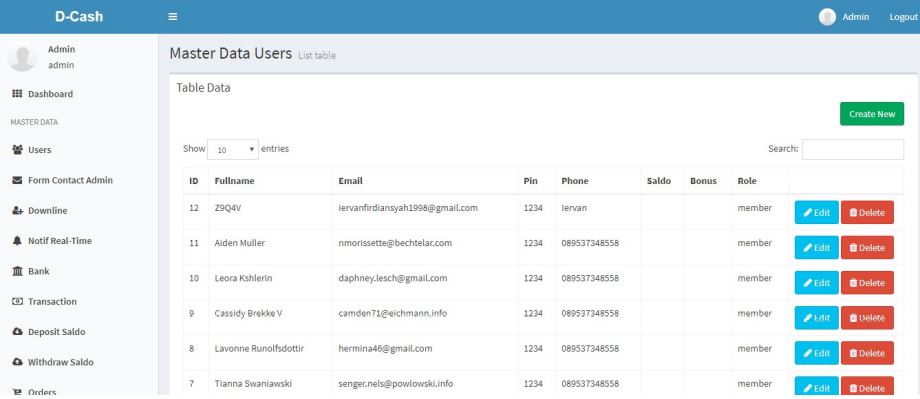 D-Cash
Admin Logout
Admin
admin
Dashboard
MASTER DATA
Users
Form Contact Admin
Downline
Notif Real-Time
Bank
Transaction
Deposit Saldo
Withdraw Saldo
Orders
Master Data Users List table
Table Data
Create New
Show 10 entries Search:
ID Fullname Email Pin Phone Saldo Bonus Role
12 Z9Q4V iervanfirdiansyah1998@gmail.com 1234 Iervan member Edit Delete
11 Aiden Muller nmorissette@bechtelar.com 1234 089537348558 member Edit Delete
10 Leora Kshlerin daphney.lesch@gmail.com 1234 089537348558 member Edit Delete
9 Cassidy Brekke V camden71@eichmann.info 1234 089537348558 member Edit Delete
8 Lavonne Runolfsdottir hermina46@gmail.com 1234 089537348558 member Edit Delete
7 Tianna Swaniawski senger.nels@powlowski.info 1234 089537348558 member Edit Delete